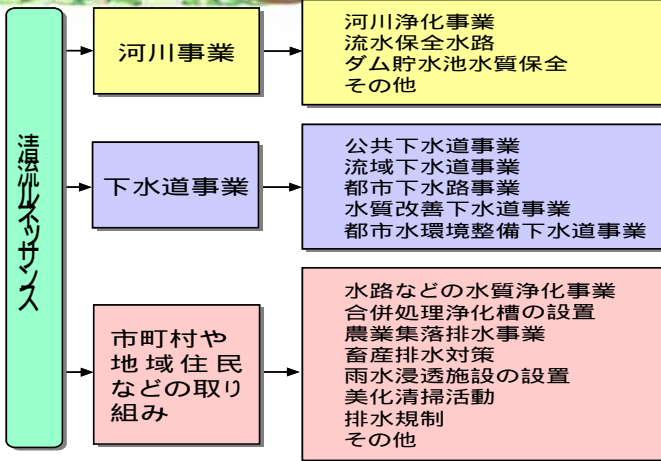 清流ルネッサンス
河川事業
河川浄化事業
流水保全水路
ダム貯水池水質保全
その他
下水道事業
公共下水道事業
流域下水道事業
都市下水路事業
水質改善下水道事業
都市水環境整備下水道事業
市町村や
地域住民
などの取り
組み
水路などの水質浄化事業
合併処理浄化槽の設置
農業集落排水事業
畜産排水対策
雨水浸透施設の設置
美化清掃活動
排水規制
その他